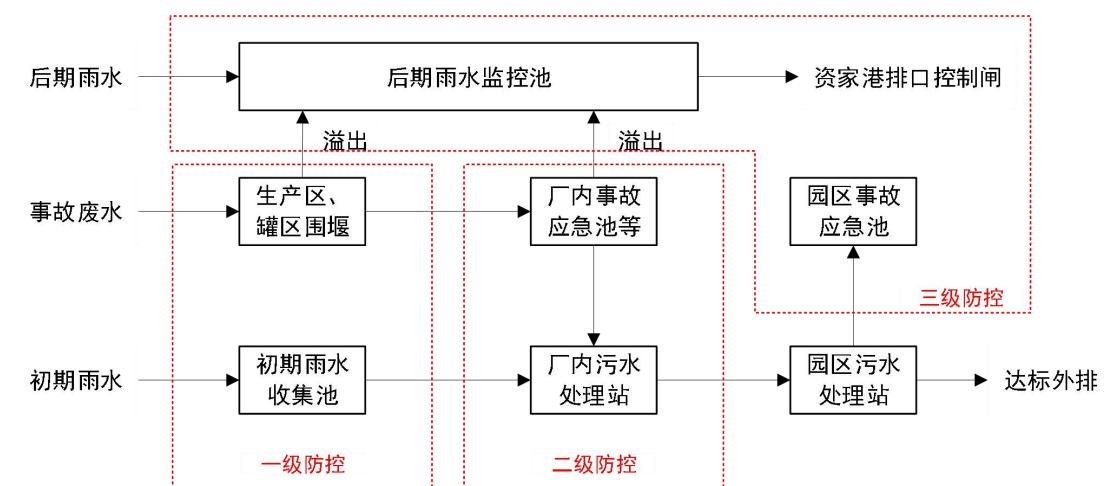 后期雨水
后期雨水监控池
资家港排口控制闸
溢出
溢出
事故废水
生产区、
罐区围堰
厂内事故
应急池等
园区事故
应急池
三级防控
初期雨水
初期雨水
收集池
厂内污水
处理站
园区污水
处理站
达标外排
一级防控
二级防控